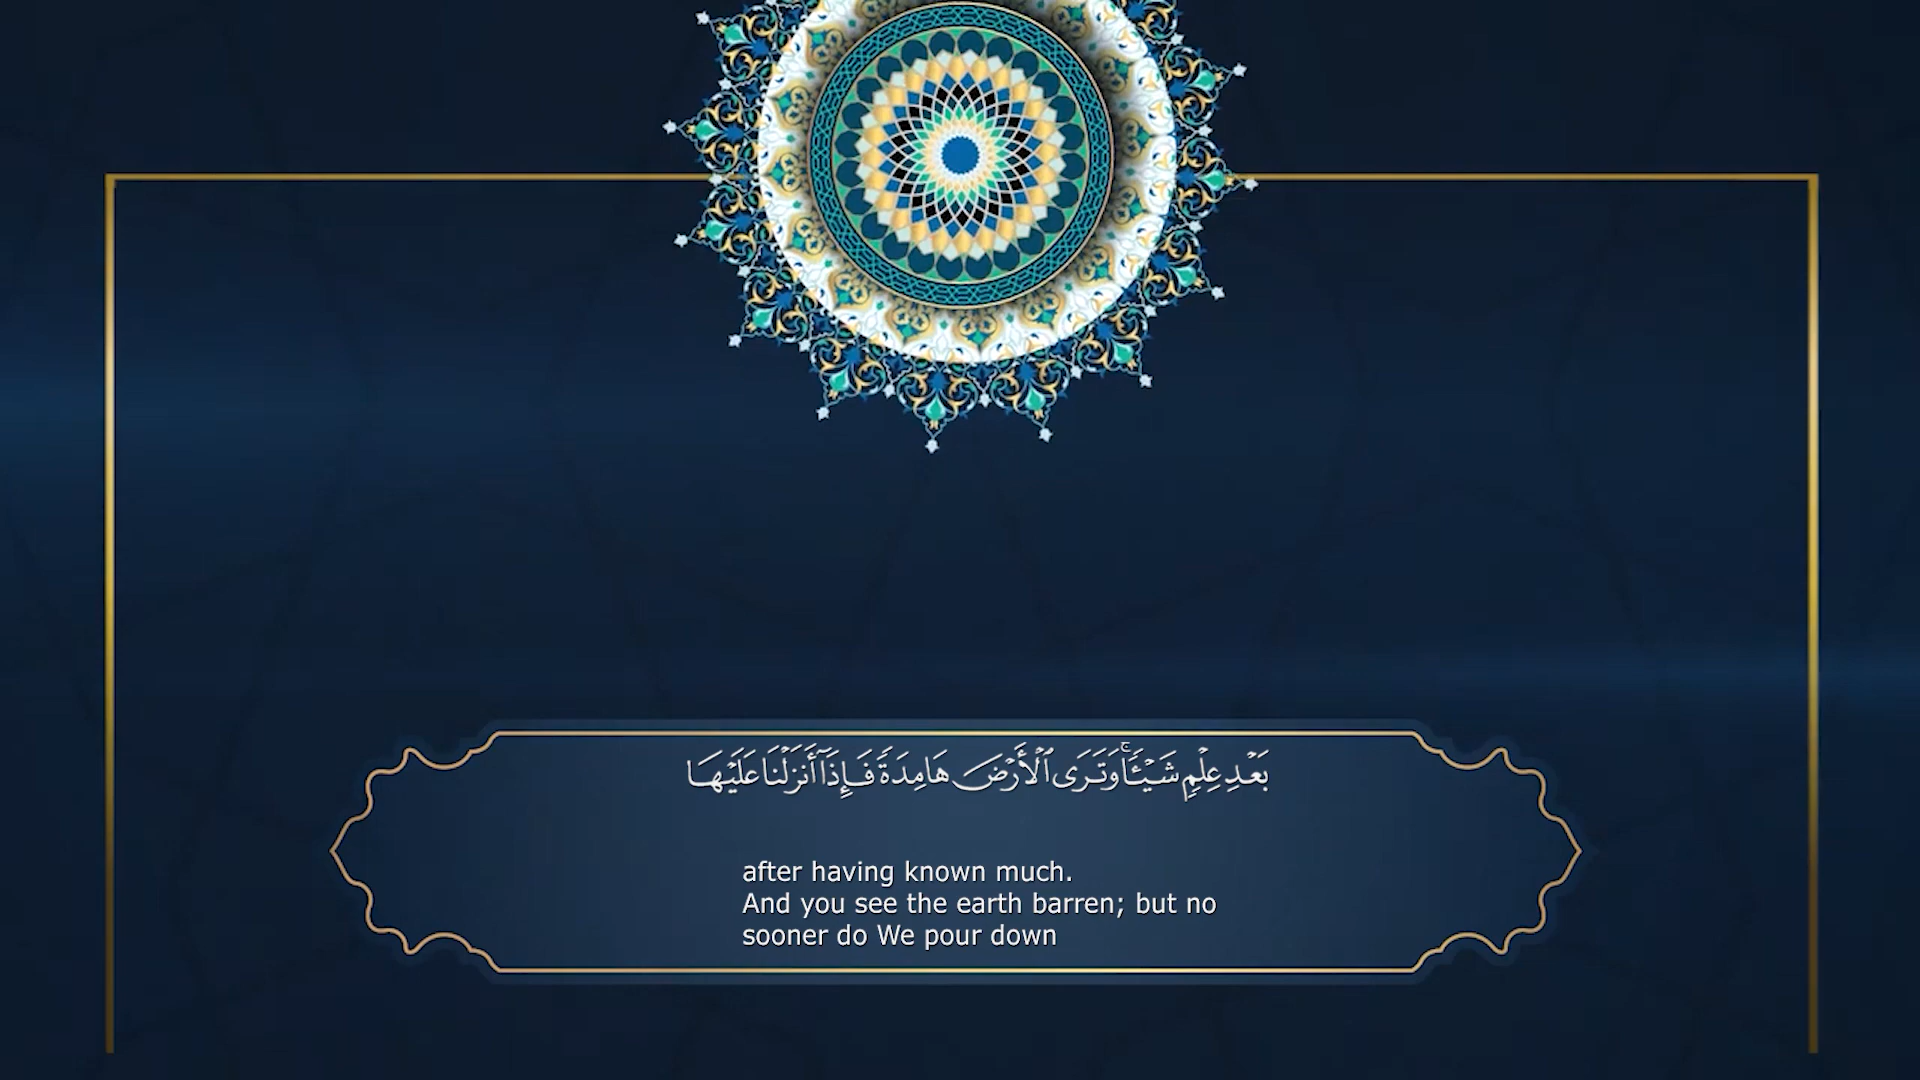 بَعْدِ عِلْمٍ شَيْـًٔا ۚ وَتَرَى ٱلْأَرْضَ هَامِدَةً فَإِذَآ أَنزَلْنَا عَلَيْهَا
after having known much.
And you see the earth barren; but no
sooner do We pour down